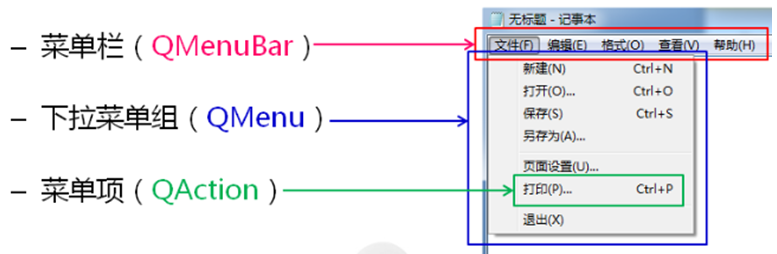 无标题 - 记事本
– 菜单栏（QMenuBar）
文件(F) 编辑(E) 格式(O) 查看(V) 帮助(H)
新建(N) Ctrl+N
打开(O)... Ctrl+O
– 下拉菜单组（QMenu）
保存(S) Ctrl+S
另存为(A)...
页面设置(U)...
– 菜单项（QAction）
打印(P)... Ctrl+P
退出(X)